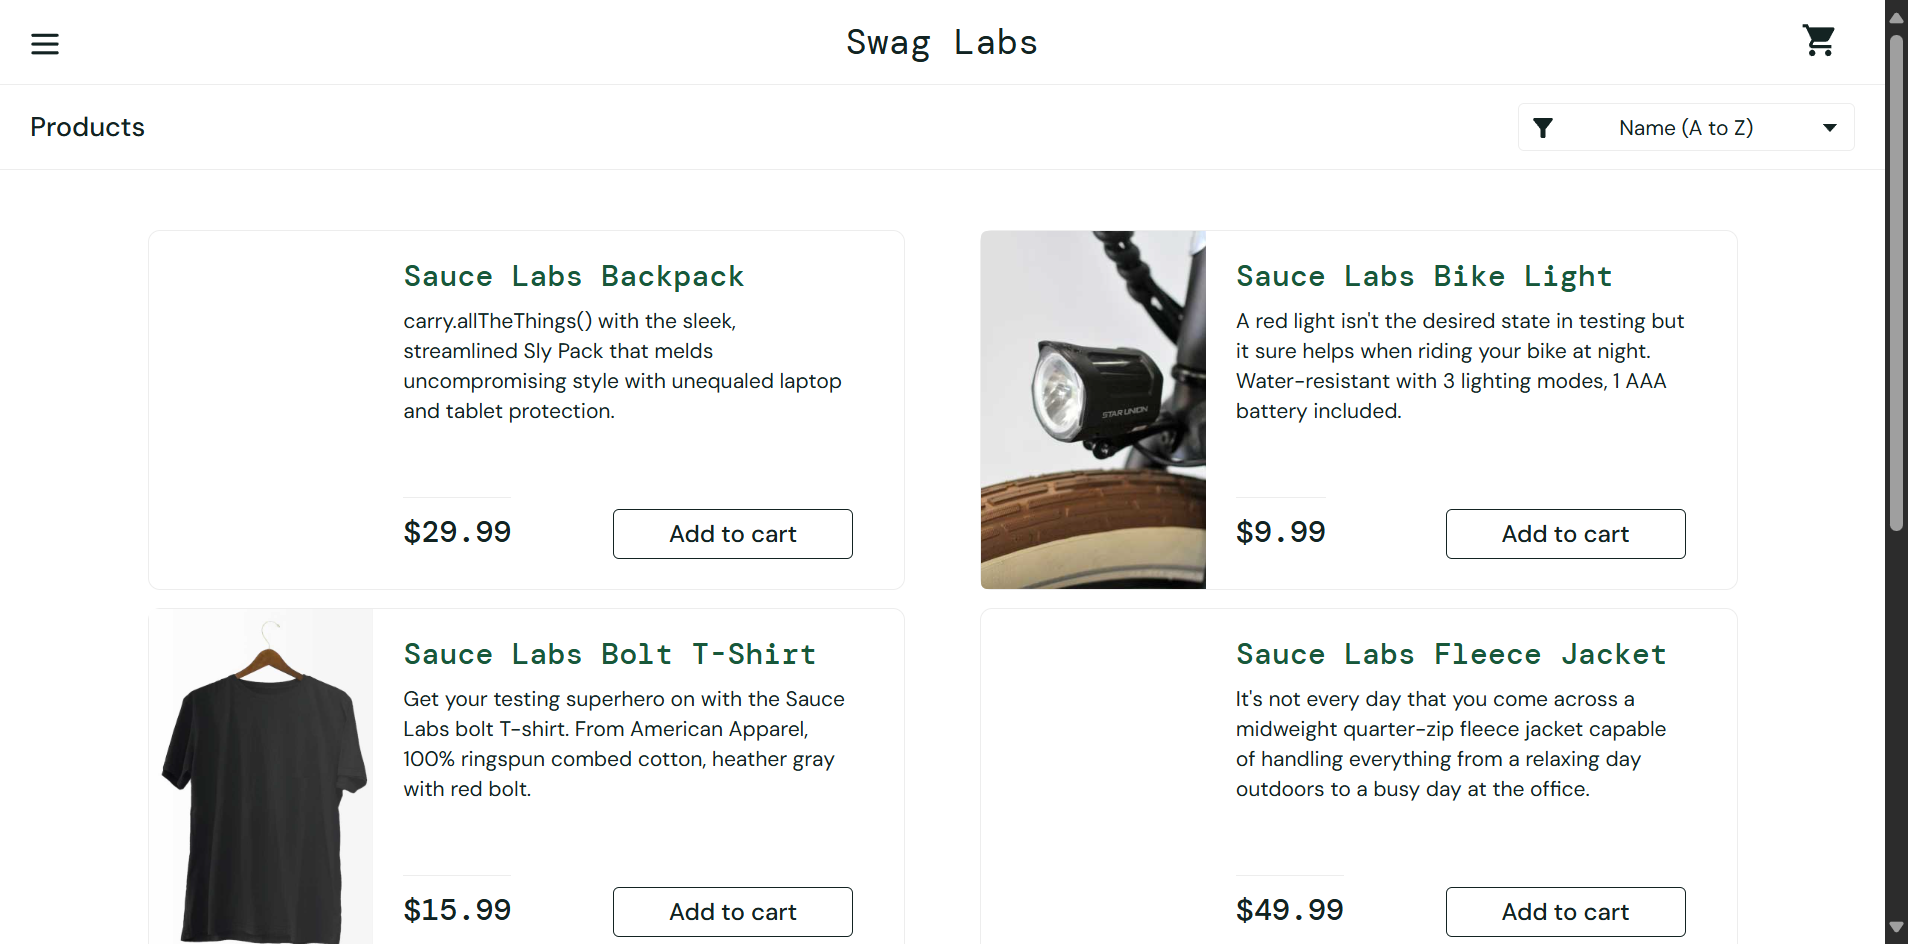 Swag Labs
Products
Name (A to Z)
Sauce Labs Backpack
carry.allTheThings() with the sleek,
streamlined Sly Pack that melds
uncompromising style with unequaled laptop
and tablet protection.
$29.99
Add to cart
Sauce Labs Bike Light
A red light isn't the desired state in testing but
it sure helps when riding your bike at night.
Water-resistant with 3 lighting modes, 1 AAA
battery included.
STAR UNION
$9.99
Add to cart
Sauce Labs Bolt T-Shirt
Get your testing superhero on with the Sauce
Labs bolt T-shirt. From American Apparel,
100% ringspun combed cotton, heather gray
with red bolt.
$15.99
Add to cart
Sauce Labs Fleece Jacket
It's not every day that you come across a
midweight quarter-zip fleece jacket capable
of handling everything from a relaxing day
outdoors to a busy day at the office.
$49.99
Add to cart